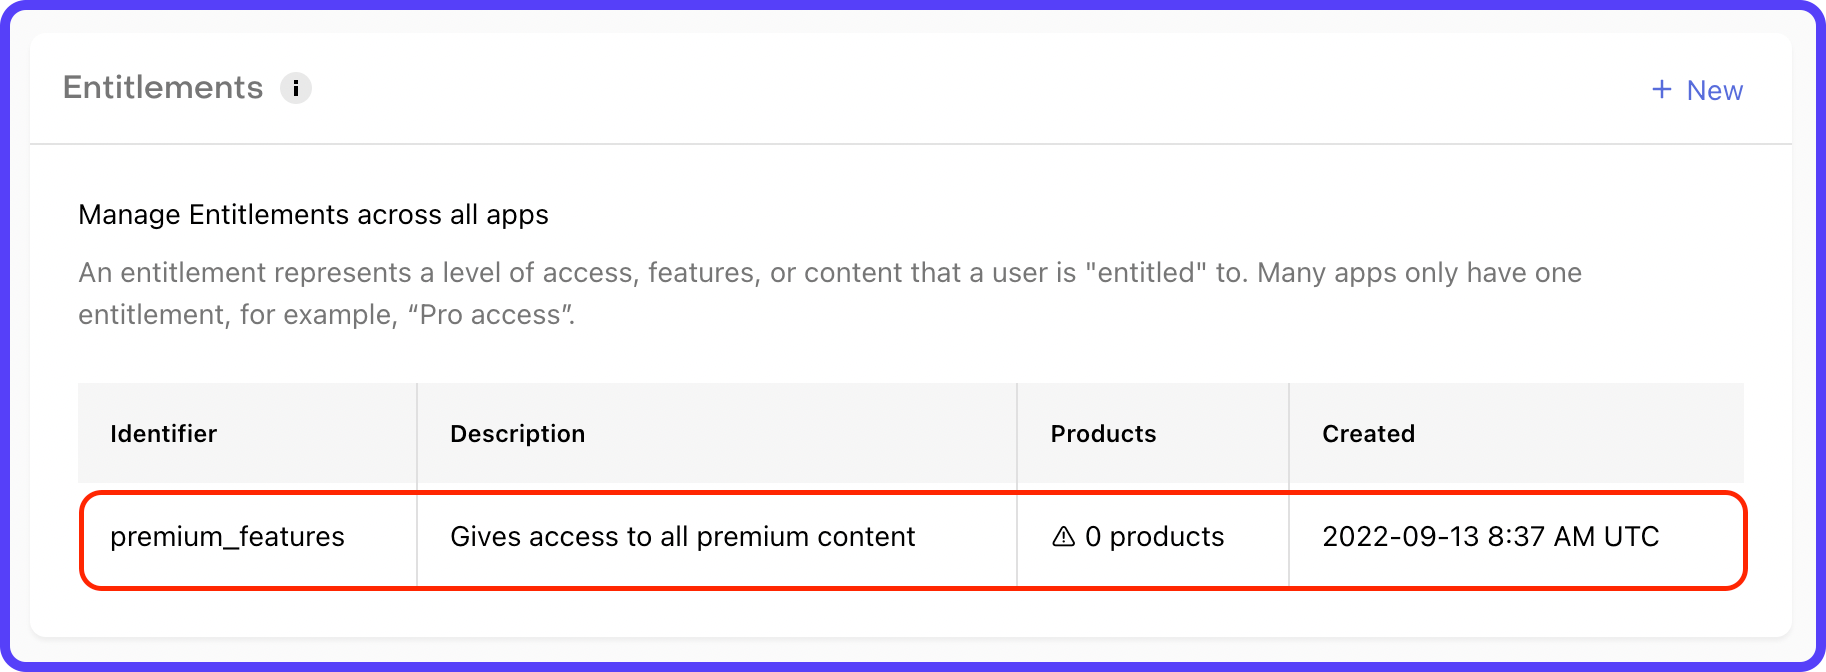 Entitlements i
+ New
Manage Entitlements across all apps
An entitlement represents a level of access, features, or content that a user is "entitled" to. Many apps only have one
entitlement, for example, “Pro access”.
Identifier Description Products Created
premium_features Gives access to all premium content ⚠ 0 products 2022-09-13 8:37 AM UTC